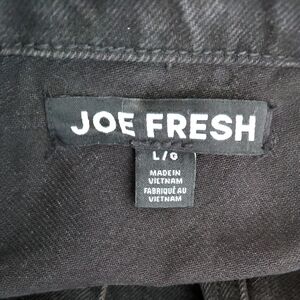 JOE FRESH
L/G
MADE IN
VIETNAM
FABRIQUÉ AU
VIETNAM